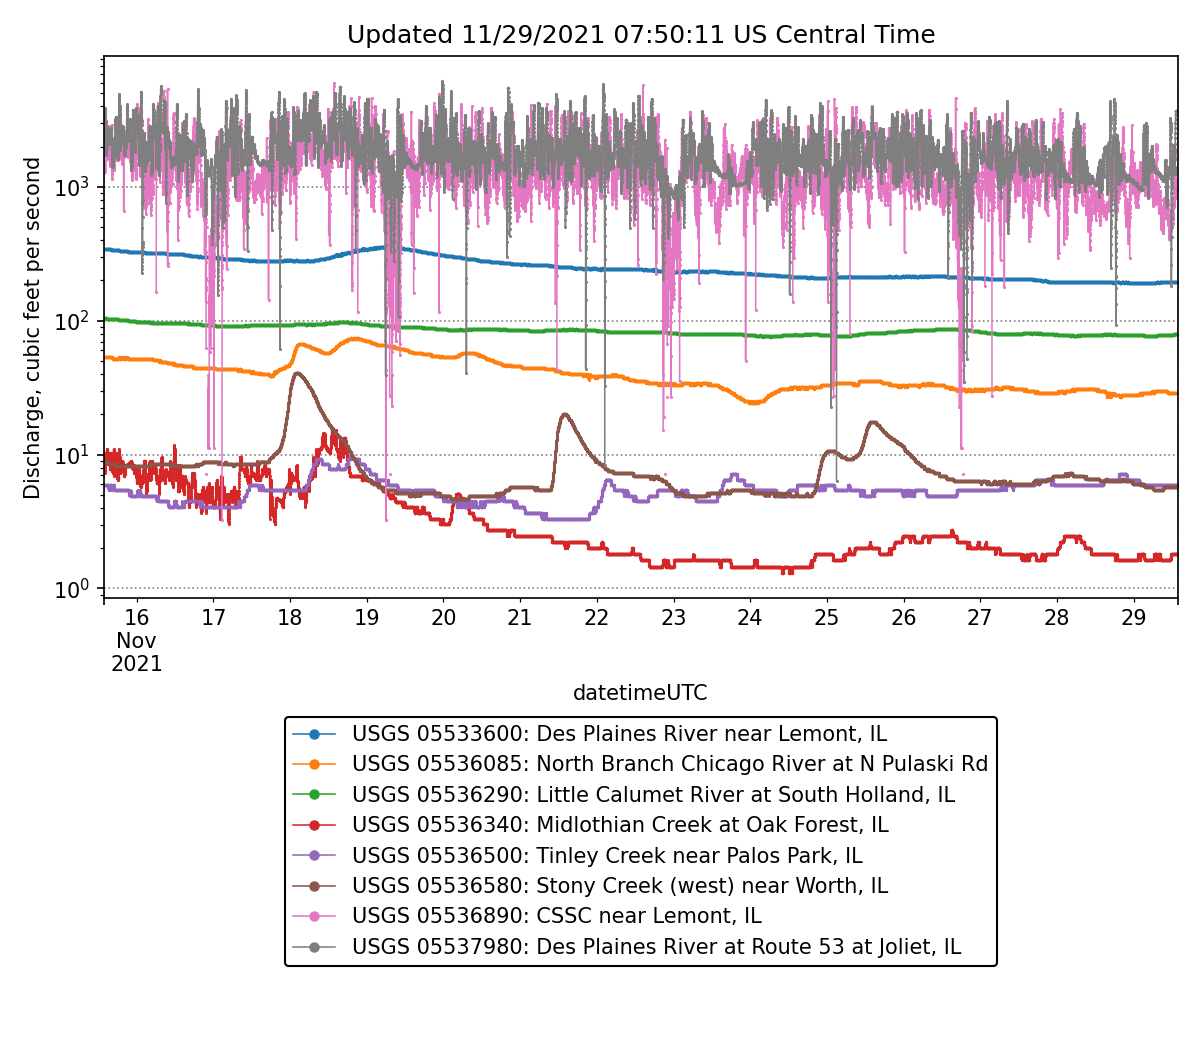 Updated 11/29/2021 07:50:11 US Central Time
Discharge, cubic feet per second
10³
10²
10¹
10⁰
16 17 18 19 20 21 22 23 24 25 26 27 28 29
Nov
2021
datetimeUTC
USGS 05533600: Des Plaines River near Lemont, IL
USGS 05536085: North Branch Chicago River at N Pulaski Rd
USGS 05536290: Little Calumet River at South Holland, IL
USGS 05536340: Midlothian Creek at Oak Forest, IL
USGS 05536500: Tinley Creek near Palos Park, IL
USGS 05536580: Stony Creek (west) near Worth, IL
USGS 05536890: CSSC near Lemont, IL
USGS 05537980: Des Plaines River at Route 53 at Joliet, IL